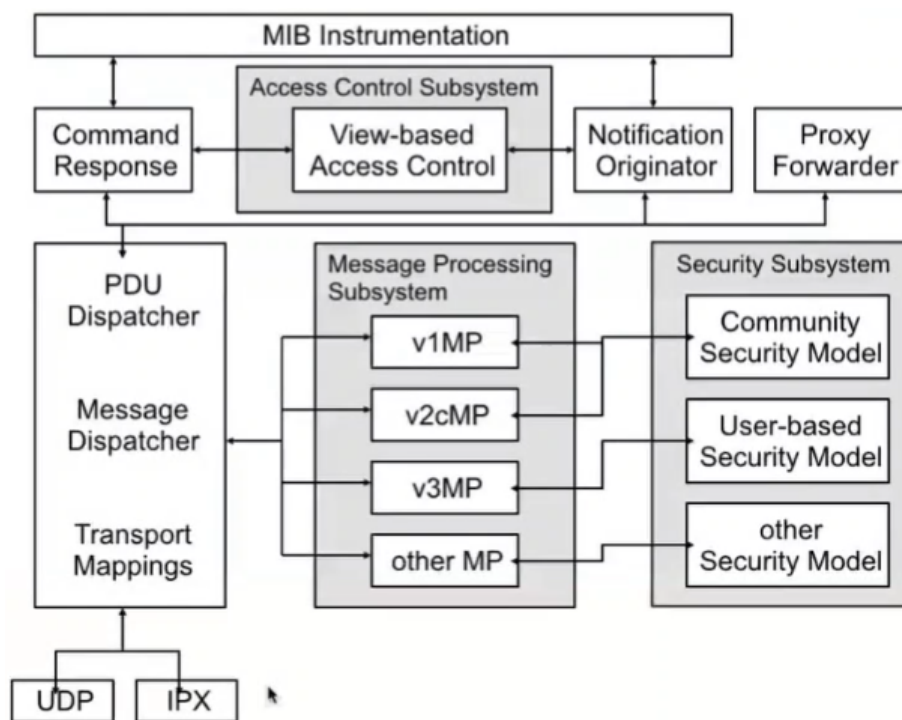 MIB Instrumentation
Access Control Subsystem
Command
Response
View-based
Access Control
Notification
Originator
Proxy
Forwarder
PDU
Dispatcher
Message
Dispatcher
Transport
Mappings
Message Processing
Subsystem
v1MP
v2cMP
v3MP
other MP
Security Subsystem
Community
Security Model
User-based
Security Model
other
Security Model
UDP
IPX